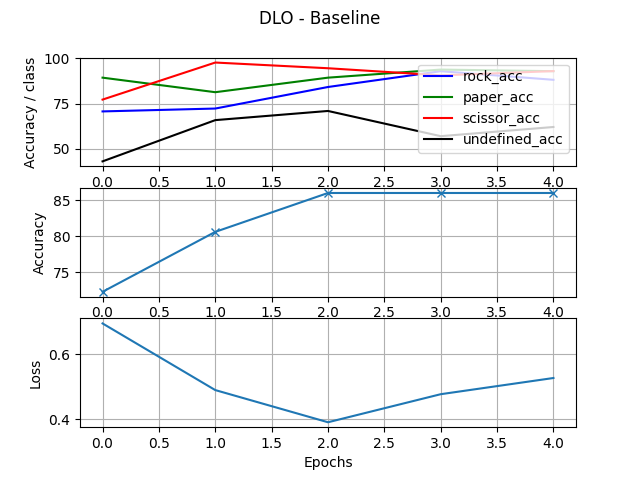 DLO - Baseline
Accuracy / class
100
75
50
rock_acc
paper_acc
scissor_acc
undefined_acc
0.0 0.5 1.0 1.5 2.0 2.5 3.0 3.5 4.0
Accuracy
85
80
75
0.0 0.5 1.0 1.5 2.0 2.5 3.0 3.5 4.0
Loss
0.6
0.4
0.0 0.5 1.0 1.5 2.0 2.5 3.0 3.5 4.0
Epochs